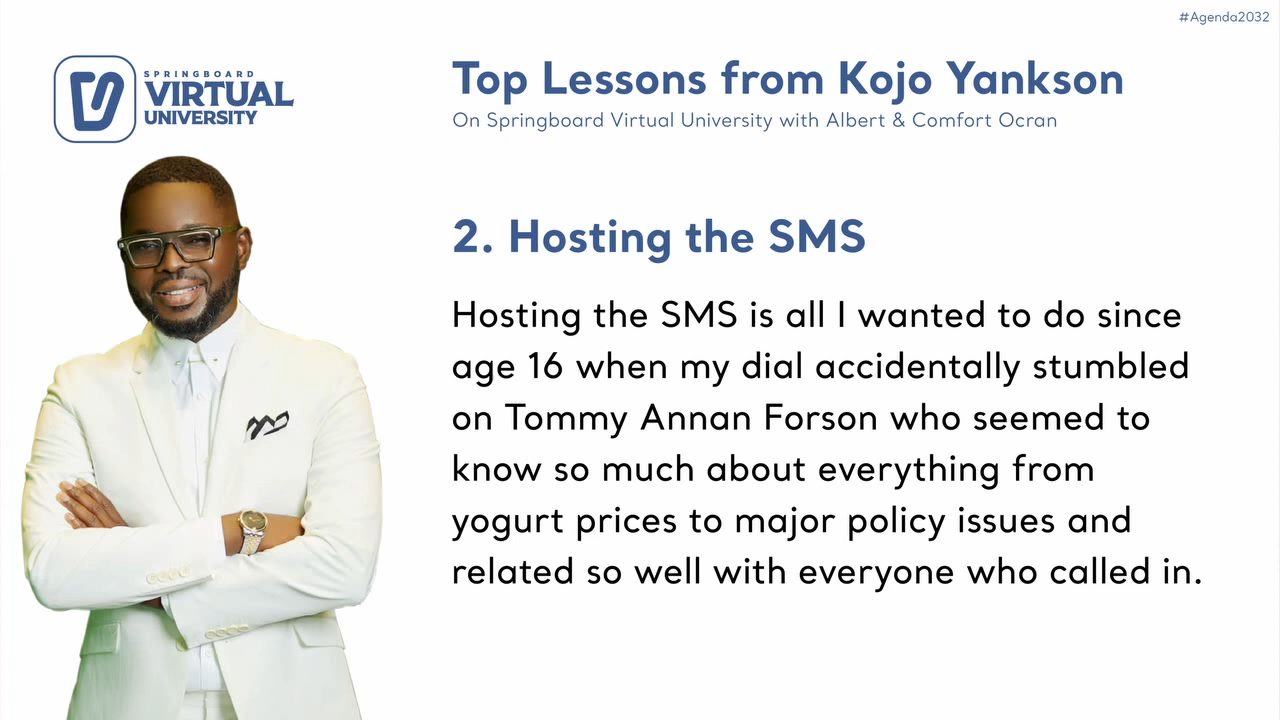 #Agenda2032
SPRINGBOARD
VIRTUAL
UNIVERSITY
Top Lessons from Kojo Yankson
On Springboard Virtual University with Albert & Comfort Ocran
2. Hosting the SMS
Hosting the SMS is all I wanted to do since
age 16 when my dial accidentally stumbled
on Tommy Annan Forson who seemed to
know so much about everything from
yogurt prices to major policy issues and
related so well with everyone who called in.